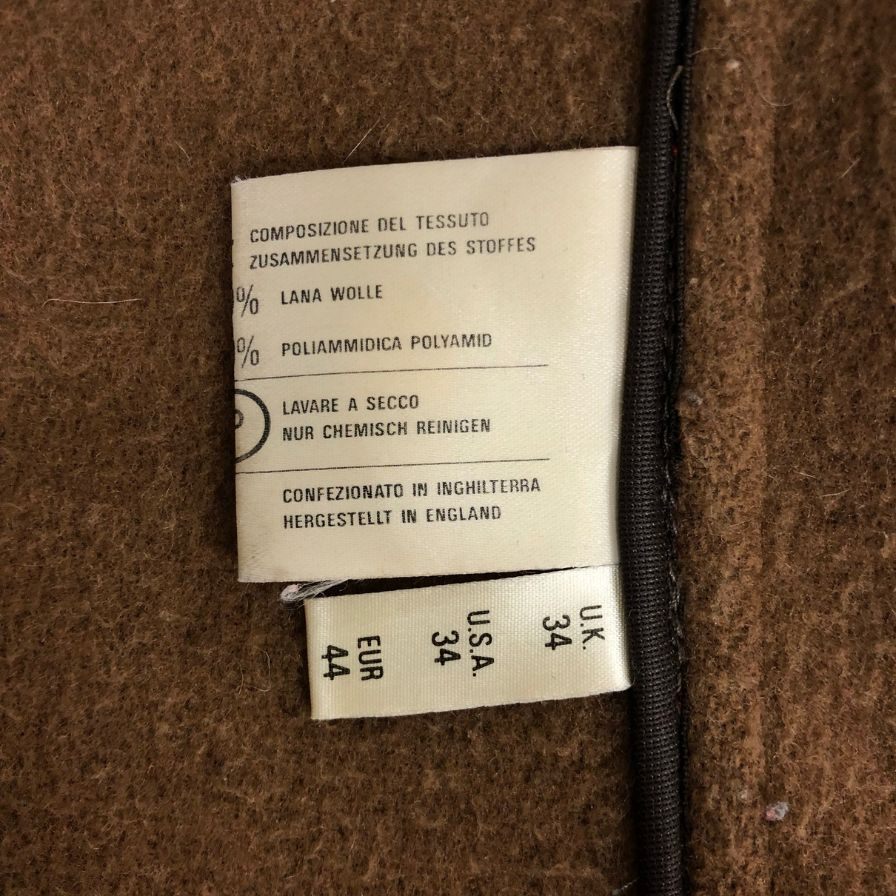 COMPOSIZIONE DEL TESSUTO
ZUSAMMENSETZUNG DES STOFFES
% LANA WOLLE
% POLIAMMIDICA POLYAMID
LAVARE A SECCO
NUR CHEMISCH REINIGEN
CONFEZIONATO IN INGHILTERRA
HERGESTELLT IN ENGLAND
U.K.
34
U.S.A.
34
EUR
44